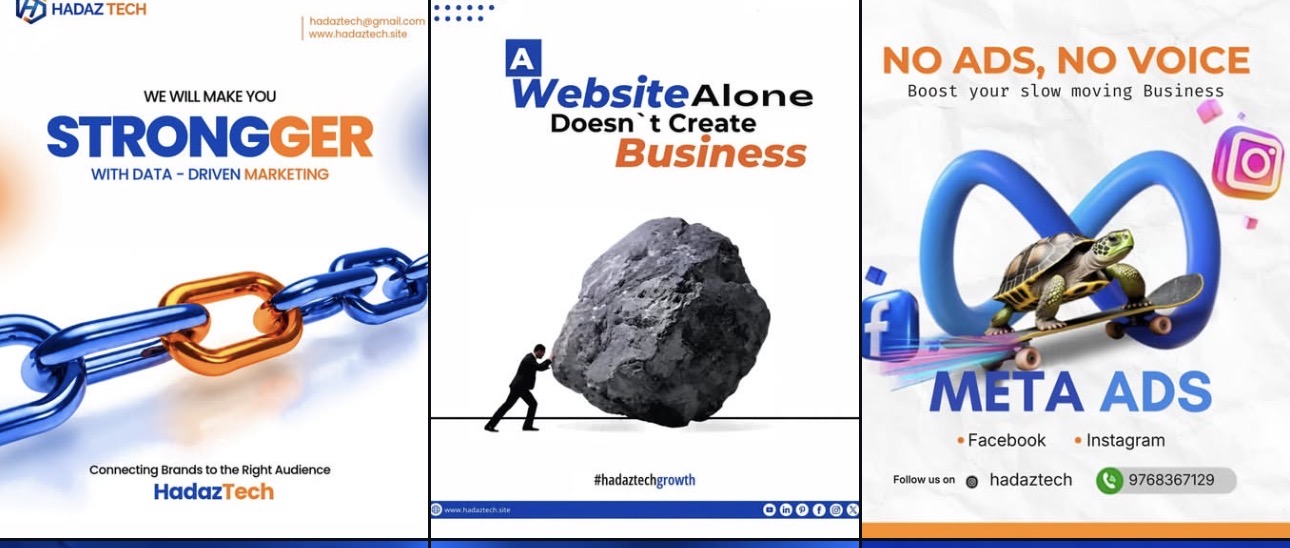 HADAZ TECH
hadaztech@gmail.com
www.hadaztech.site
WE WILL MAKE YOU
STRONGGER
WITH DATA - DRIVEN MARKETING
Connecting Brands to the Right Audience
HadazTech
A
Website Alone
Doesn`t Create
Business
#hadaztechgrowth
www.hadaztech.site
NO ADS, NO VOICE
Boost your slow moving Business
f
META ADS
• Facebook • Instagram
Follow us on hadaztech 9768367129